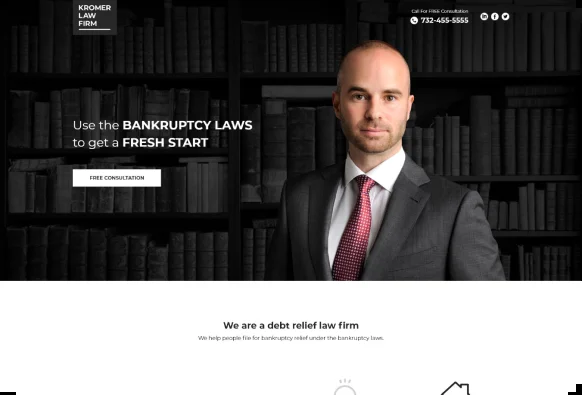 KROMER
LAW
FIRM
Call For FREE Consultation
732-455-5555
Use the BANKRUPTCY LAWS
to get a FRESH START
FREE CONSULTATION
We are a debt relief law firm
We help people file for bankruptcy relief under the bankruptcy laws.